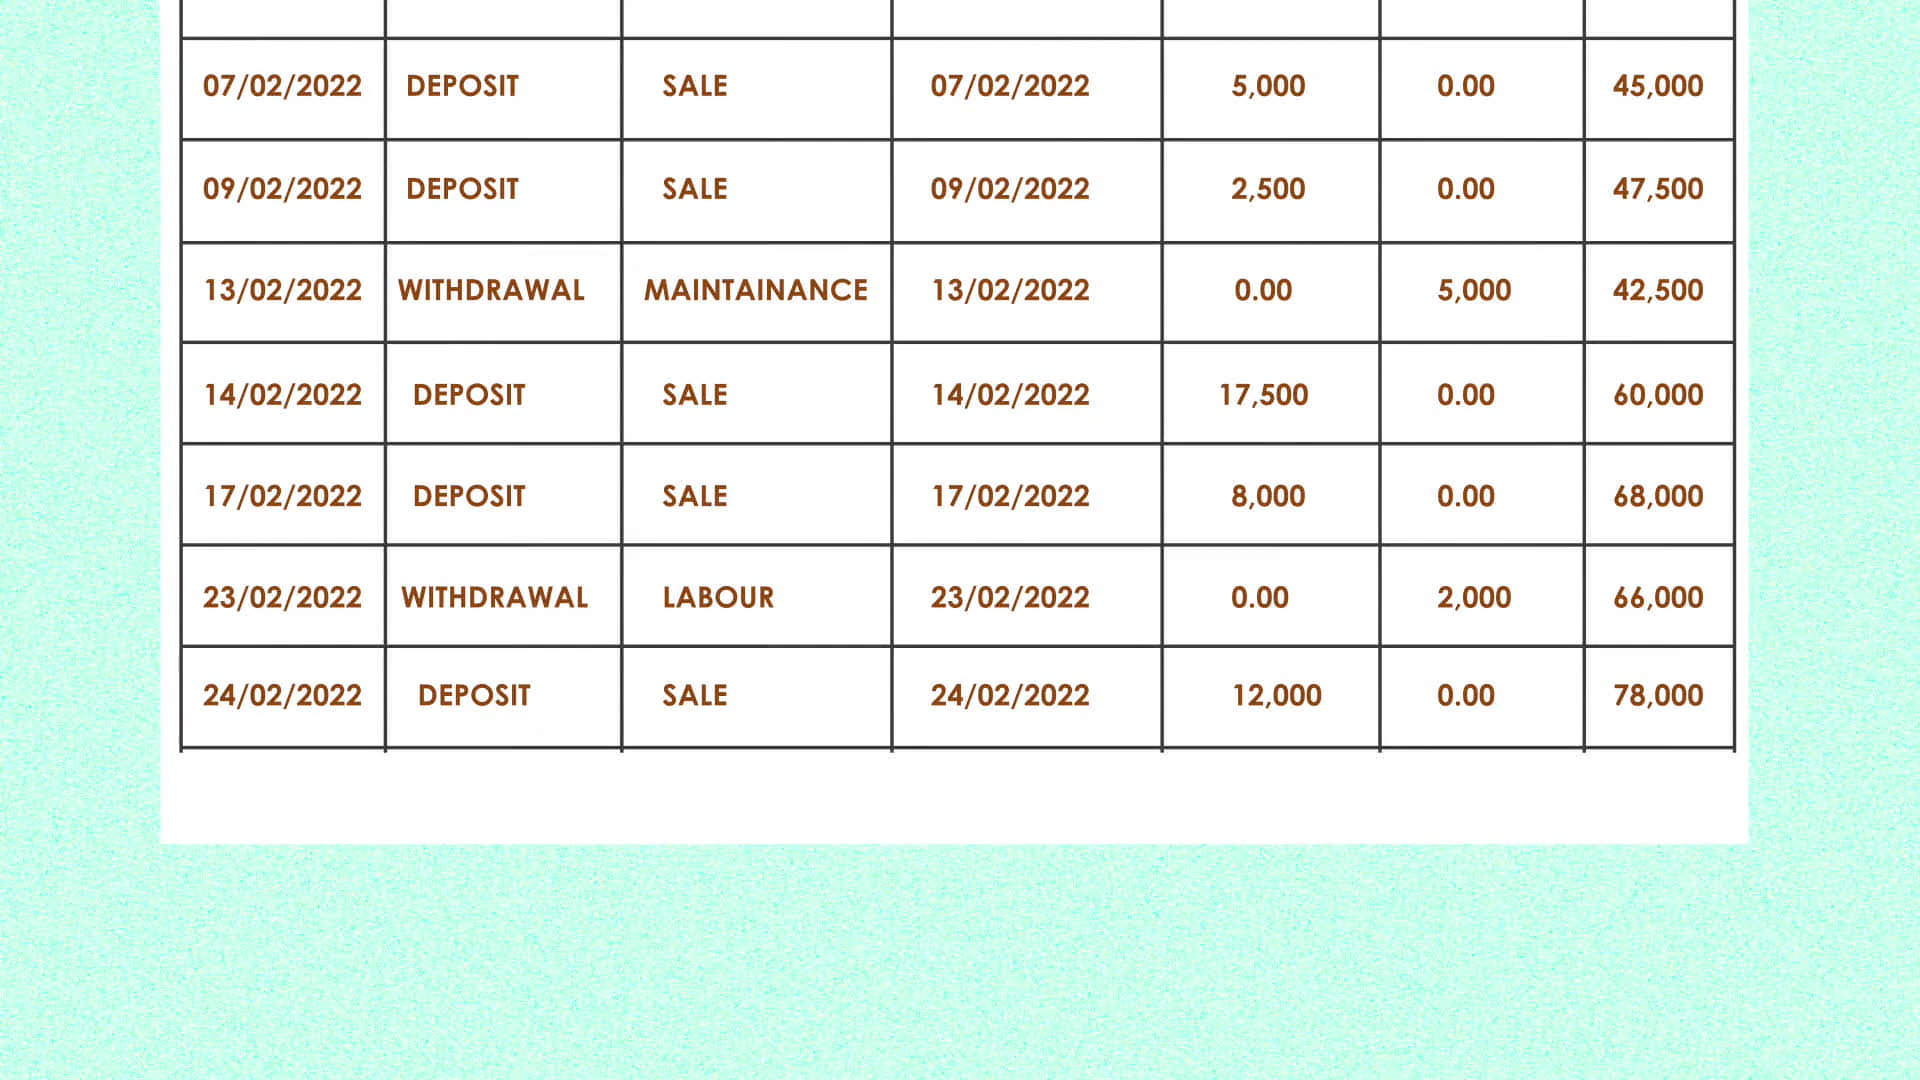 07/02/2022 DEPOSIT SALE 07/02/2022 5,000 0.00 45,000
09/02/2022 DEPOSIT SALE 09/02/2022 2,500 0.00 47,500
13/02/2022 WITHDRAWAL MAINTAINANCE 13/02/2022 0.00 5,000 42,500
14/02/2022 DEPOSIT SALE 14/02/2022 17,500 0.00 60,000
17/02/2022 DEPOSIT SALE 17/02/2022 8,000 0.00 68,000
23/02/2022 WITHDRAWAL LABOUR 23/02/2022 0.00 2,000 66,000
24/02/2022 DEPOSIT SALE 24/02/2022 12,000 0.00 78,000